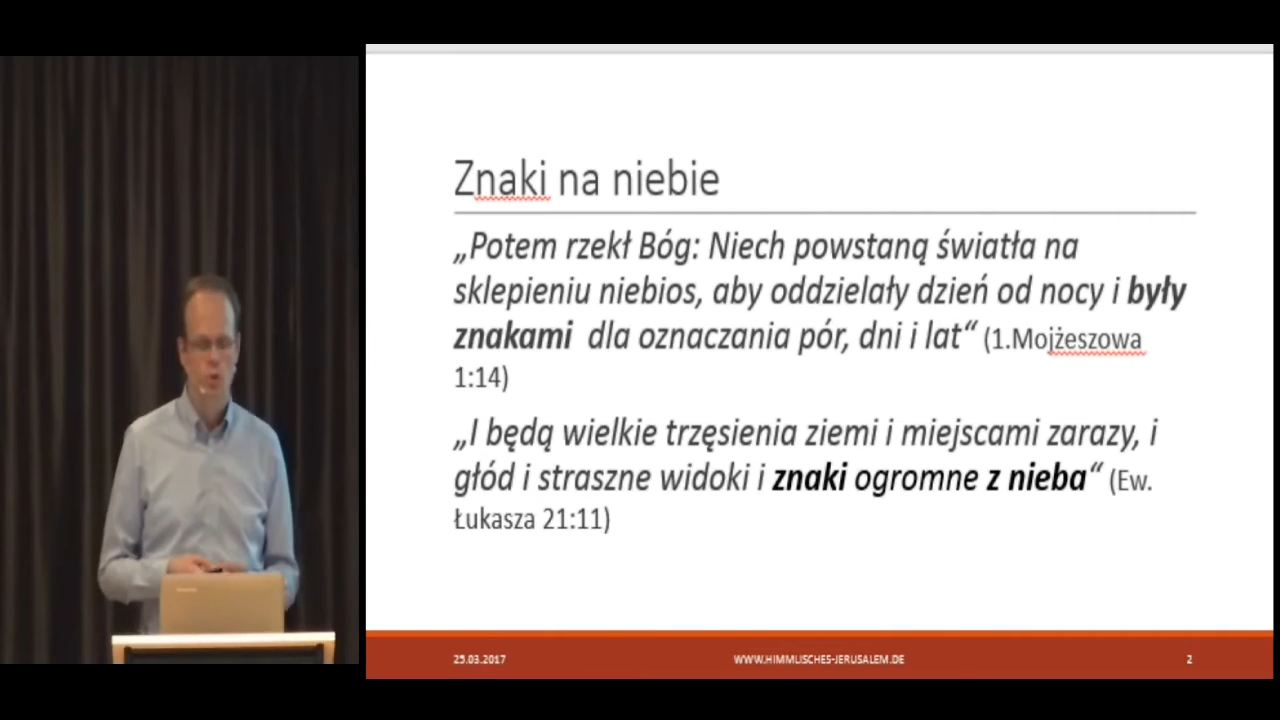 Znaki na niebie
„Potem rzekł Bóg: Niech powstaną światła na
sklepieniu niebios, aby oddzielały dzień od nocy i były
znakami dla oznaczania pór, dni i lat“ (1.Mojżeszowa
1:14)
„I będą wielkie trzęsienia ziemi i miejscami zarazy, i
głód i straszne widoki i znaki ogromne z nieba“ (Ew.
Łukasza 21:11)
25.03.2017
WWW.HIMMLISCHES-JERUSALEM.DE
2